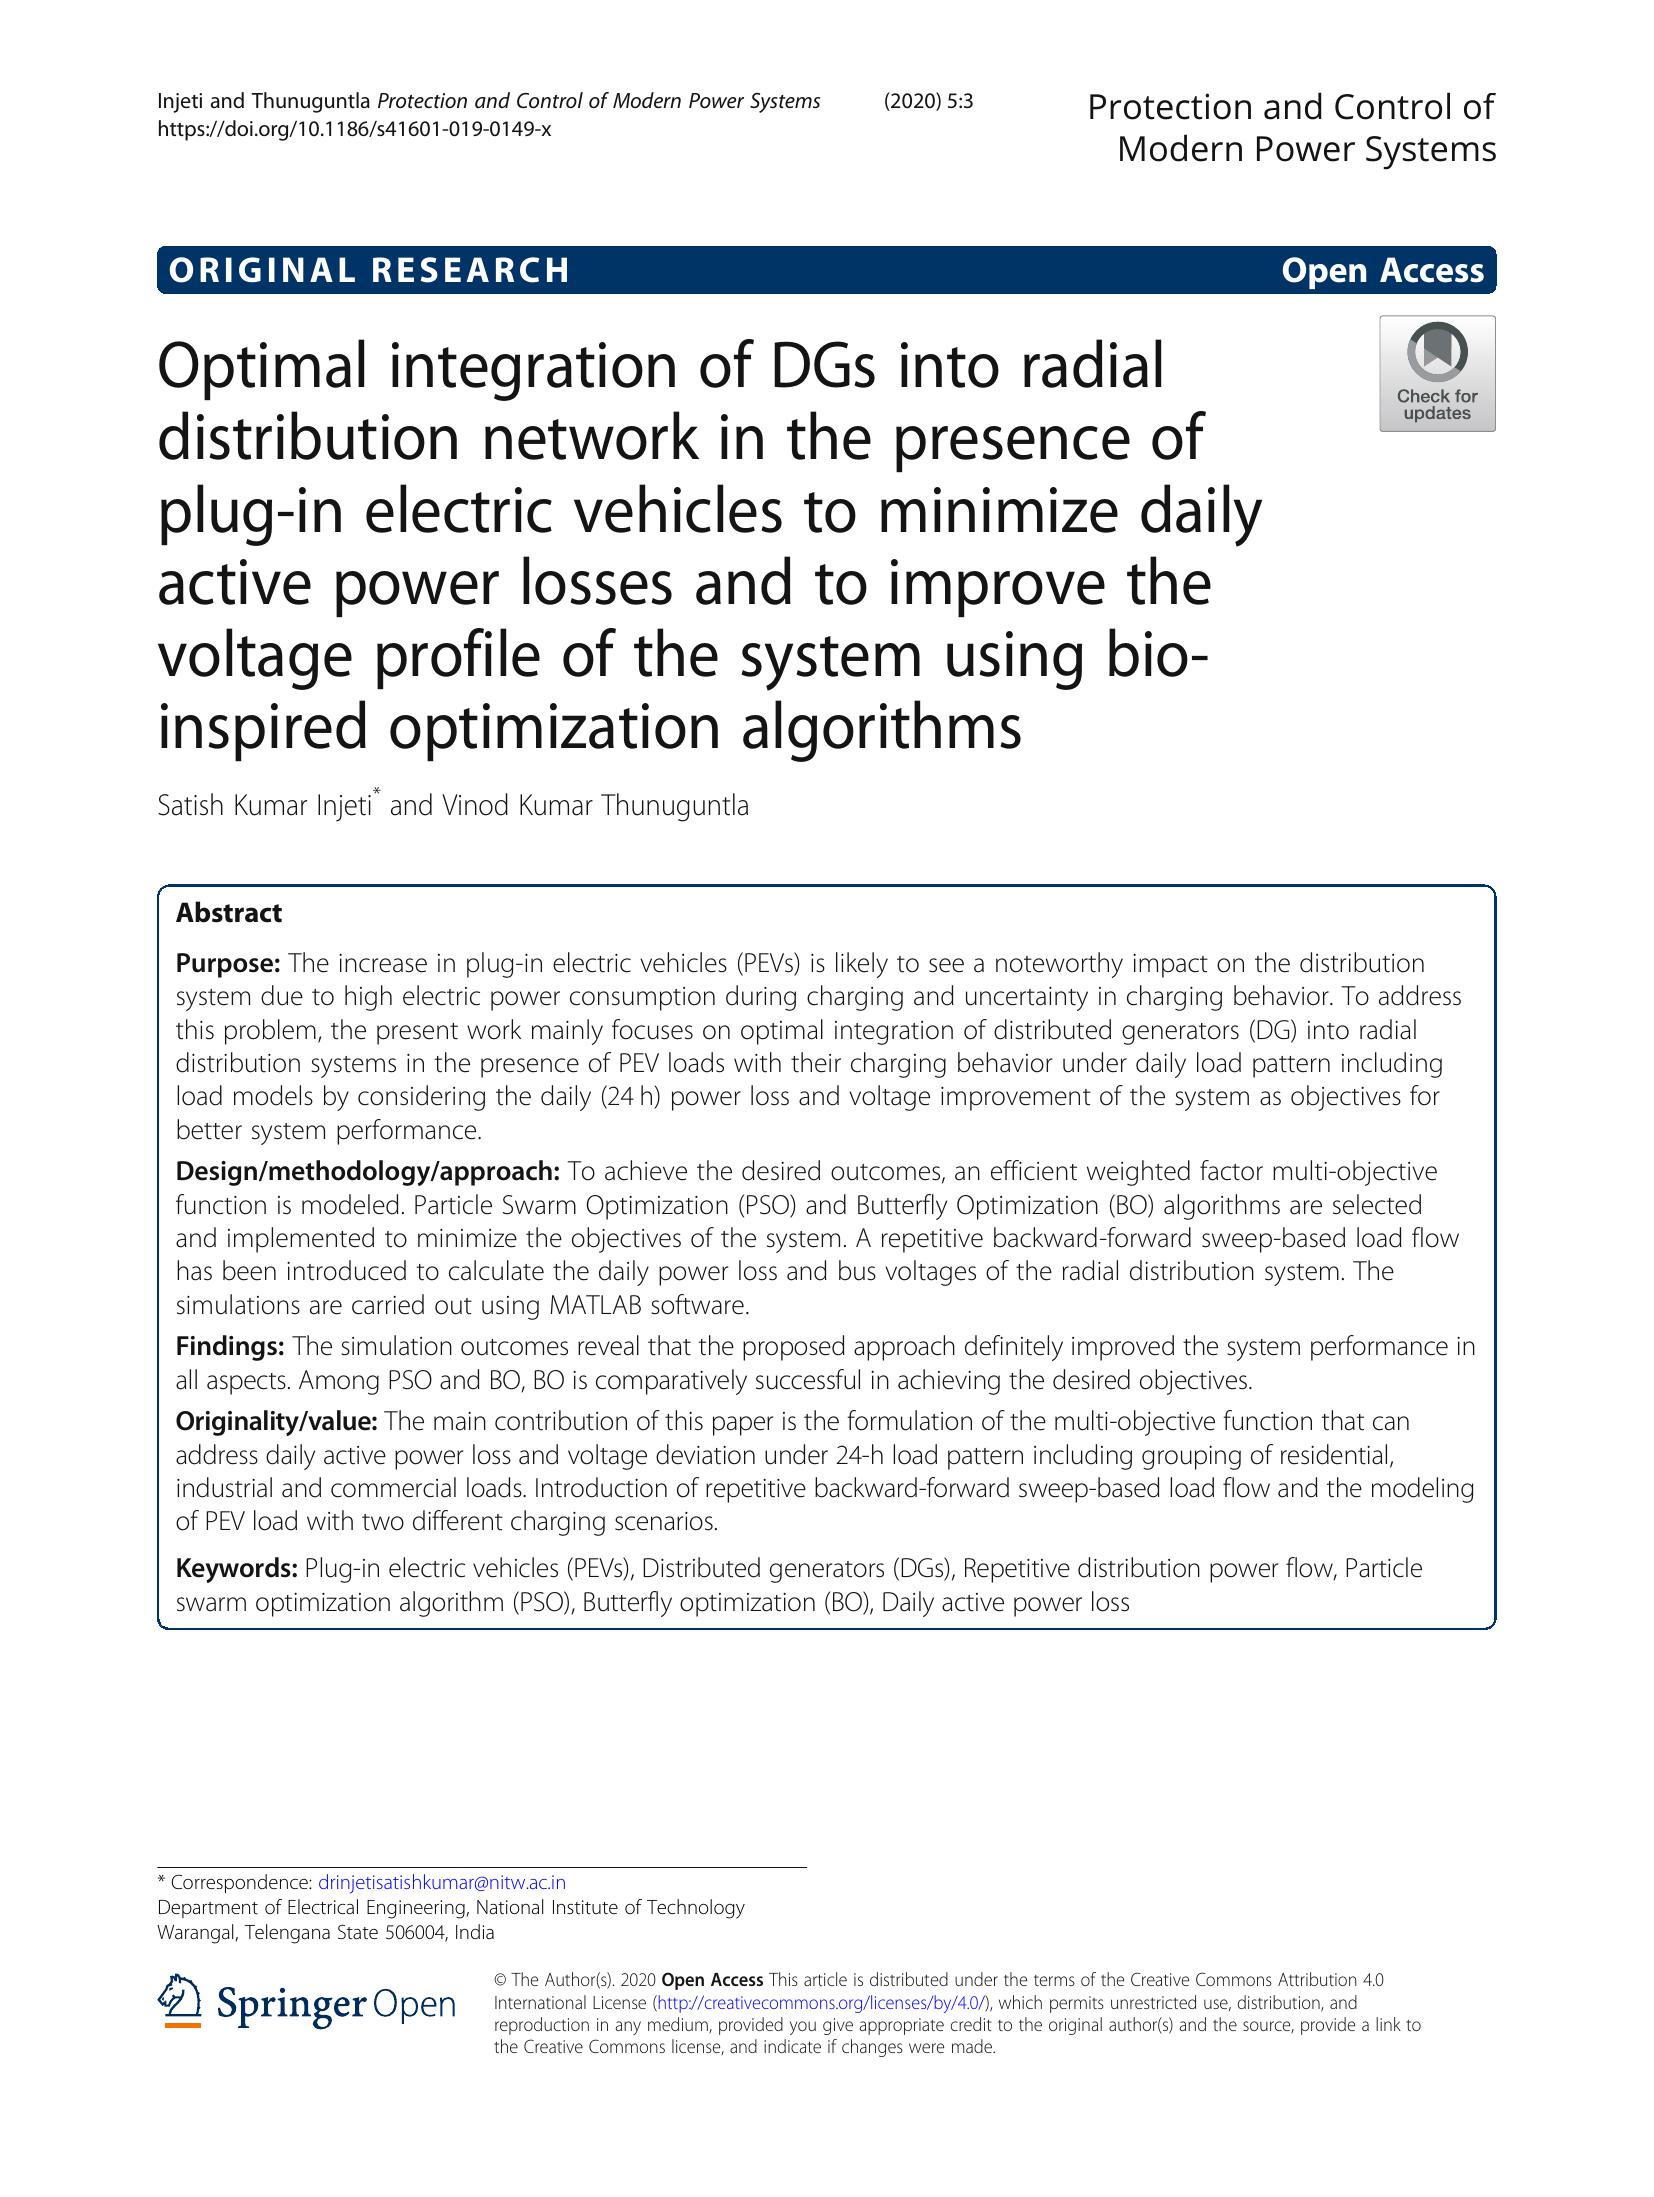 Injeti and Thunuguntla Protection and Control of Modern Power Systems (2020) 5:3
https://doi.org/10.1186/s41601-019-0149-x
Protection and Control of
Modern Power Systems
ORIGINAL RESEARCH Open Access
Check for
updates
Optimal integration of DGs into radial
distribution network in the presence of
plug-in electric vehicles to minimize daily
active power losses and to improve the
voltage profile of the system using bio-
inspired optimization algorithms
Satish Kumar Injeti* and Vinod Kumar Thunuguntla
Abstract
Purpose: The increase in plug-in electric vehicles (PEVs) is likely to see a noteworthy impact on the distribution
system due to high electric power consumption during charging and uncertainty in charging behavior. To address
this problem, the present work mainly focuses on optimal integration of distributed generators (DG) into radial
distribution systems in the presence of PEV loads with their charging behavior under daily load pattern including
load models by considering the daily (24 h) power loss and voltage improvement of the system as objectives for
better system performance.
Design/methodology/approach: To achieve the desired outcomes, an efficient weighted factor multi-objective
function is modeled. Particle Swarm Optimization (PSO) and Butterfly Optimization (BO) algorithms are selected
and implemented to minimize the objectives of the system. A repetitive backward-forward sweep-based load flow
has been introduced to calculate the daily power loss and bus voltages of the radial distribution system. The
simulations are carried out using MATLAB software.
Findings: The simulation outcomes reveal that the proposed approach definitely improved the system performance in
all aspects. Among PSO and BO, BO is comparatively successful in achieving the desired objectives.
Originality/value: The main contribution of this paper is the formulation of the multi-objective function that can
address daily active power loss and voltage deviation under 24-h load pattern including grouping of residential,
industrial and commercial loads. Introduction of repetitive backward-forward sweep-based load flow and the modeling
of PEV load with two different charging scenarios.
Keywords: Plug-in electric vehicles (PEVs), Distributed generators (DGs), Repetitive distribution power flow, Particle
swarm optimization algorithm (PSO), Butterfly optimization (BO), Daily active power loss
* Correspondence: drinjetisatishkumar@nitw.ac.in
Department of Electrical Engineering, National Institute of Technology
Warangal, Telengana State 506004, India
Springer Open
© The Author(s). 2020 Open Access This article is distributed under the terms of the Creative Commons Attribution 4.0
International License (http://creativecommons.org/licenses/by/4.0/), which permits unrestricted use, distribution, and
reproduction in any medium, provided you give appropriate credit to the original author(s) and the source, provide a link to
the Creative Commons license, and indicate if changes were made.